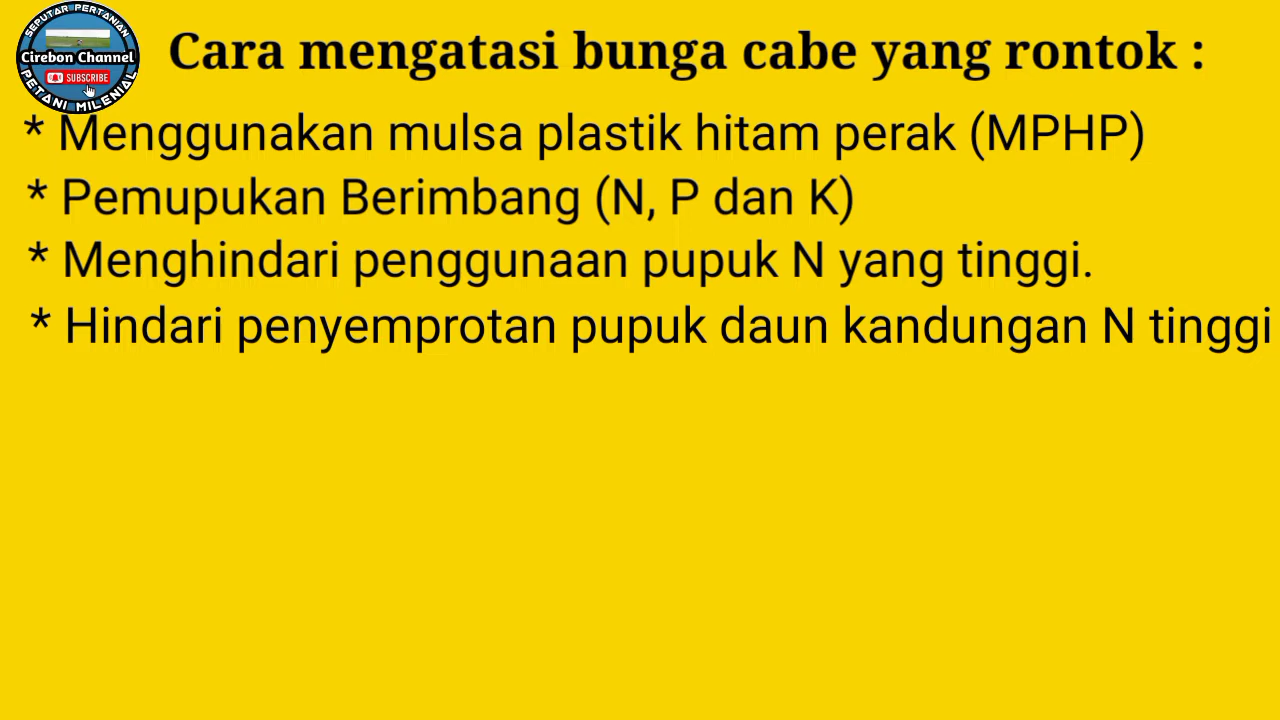 SEPUTAR PERTANIAN
Cirebon Channel
SUBSCRIBE
PETANI MILENIAL
Cara mengatasi bunga cabe yang rontok :
* Menggunakan mulsa plastik hitam perak (MPHP)
* Pemupukan Berimbang (N, P dan K)
* Menghindari penggunaan pupuk N yang tinggi.
* Hindari penyemprotan pupuk daun kandungan N tinggi